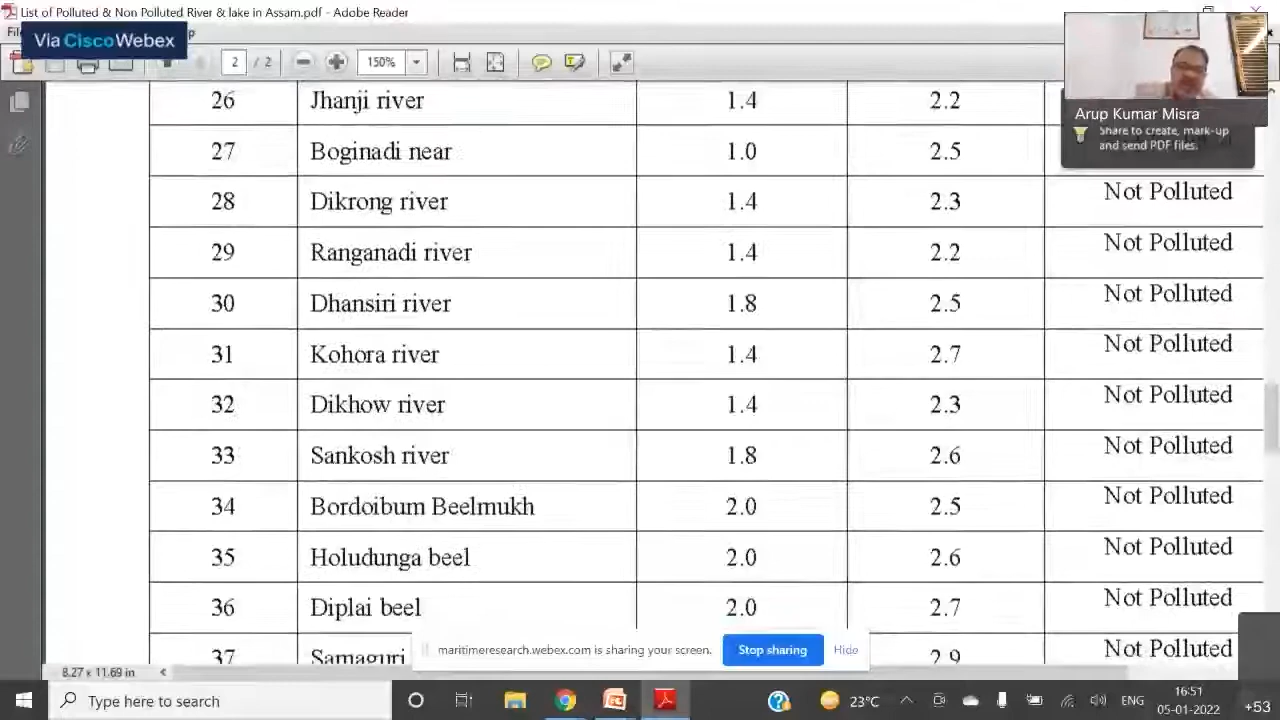 List of Polluted & Non Polluted River & lake in Assam.pdf - Adobe Reader
Via CiscoWebex
2 / 2 150%
Arup Kumar Misra
Share to create, mark-up
and send PDF files.
26 Jhanji river 1.4 2.2
27 Boginadi near 1.0 2.5
28 Dikrong river 1.4 2.3 Not Polluted
29 Ranganadi river 1.4 2.2 Not Polluted
30 Dhansiri river 1.8 2.5 Not Polluted
31 Kohora river 1.4 2.7 Not Polluted
32 Dikhow river 1.4 2.3 Not Polluted
33 Sankosh river 1.8 2.6 Not Polluted
34 Bordoibum Beelmukh 2.0 2.5 Not Polluted
35 Holudunga beel 2.0 2.6 Not Polluted
36 Diplai beel 2.0 2.7 Not Polluted
37 Samaguri 2.9 Not Polluted
maritimeresearch.webex.com is sharing your screen. Stop sharing Hide
8.27 x 11.69 in
Type here to search 23°C ENG 16:51
05-01-2022
+53